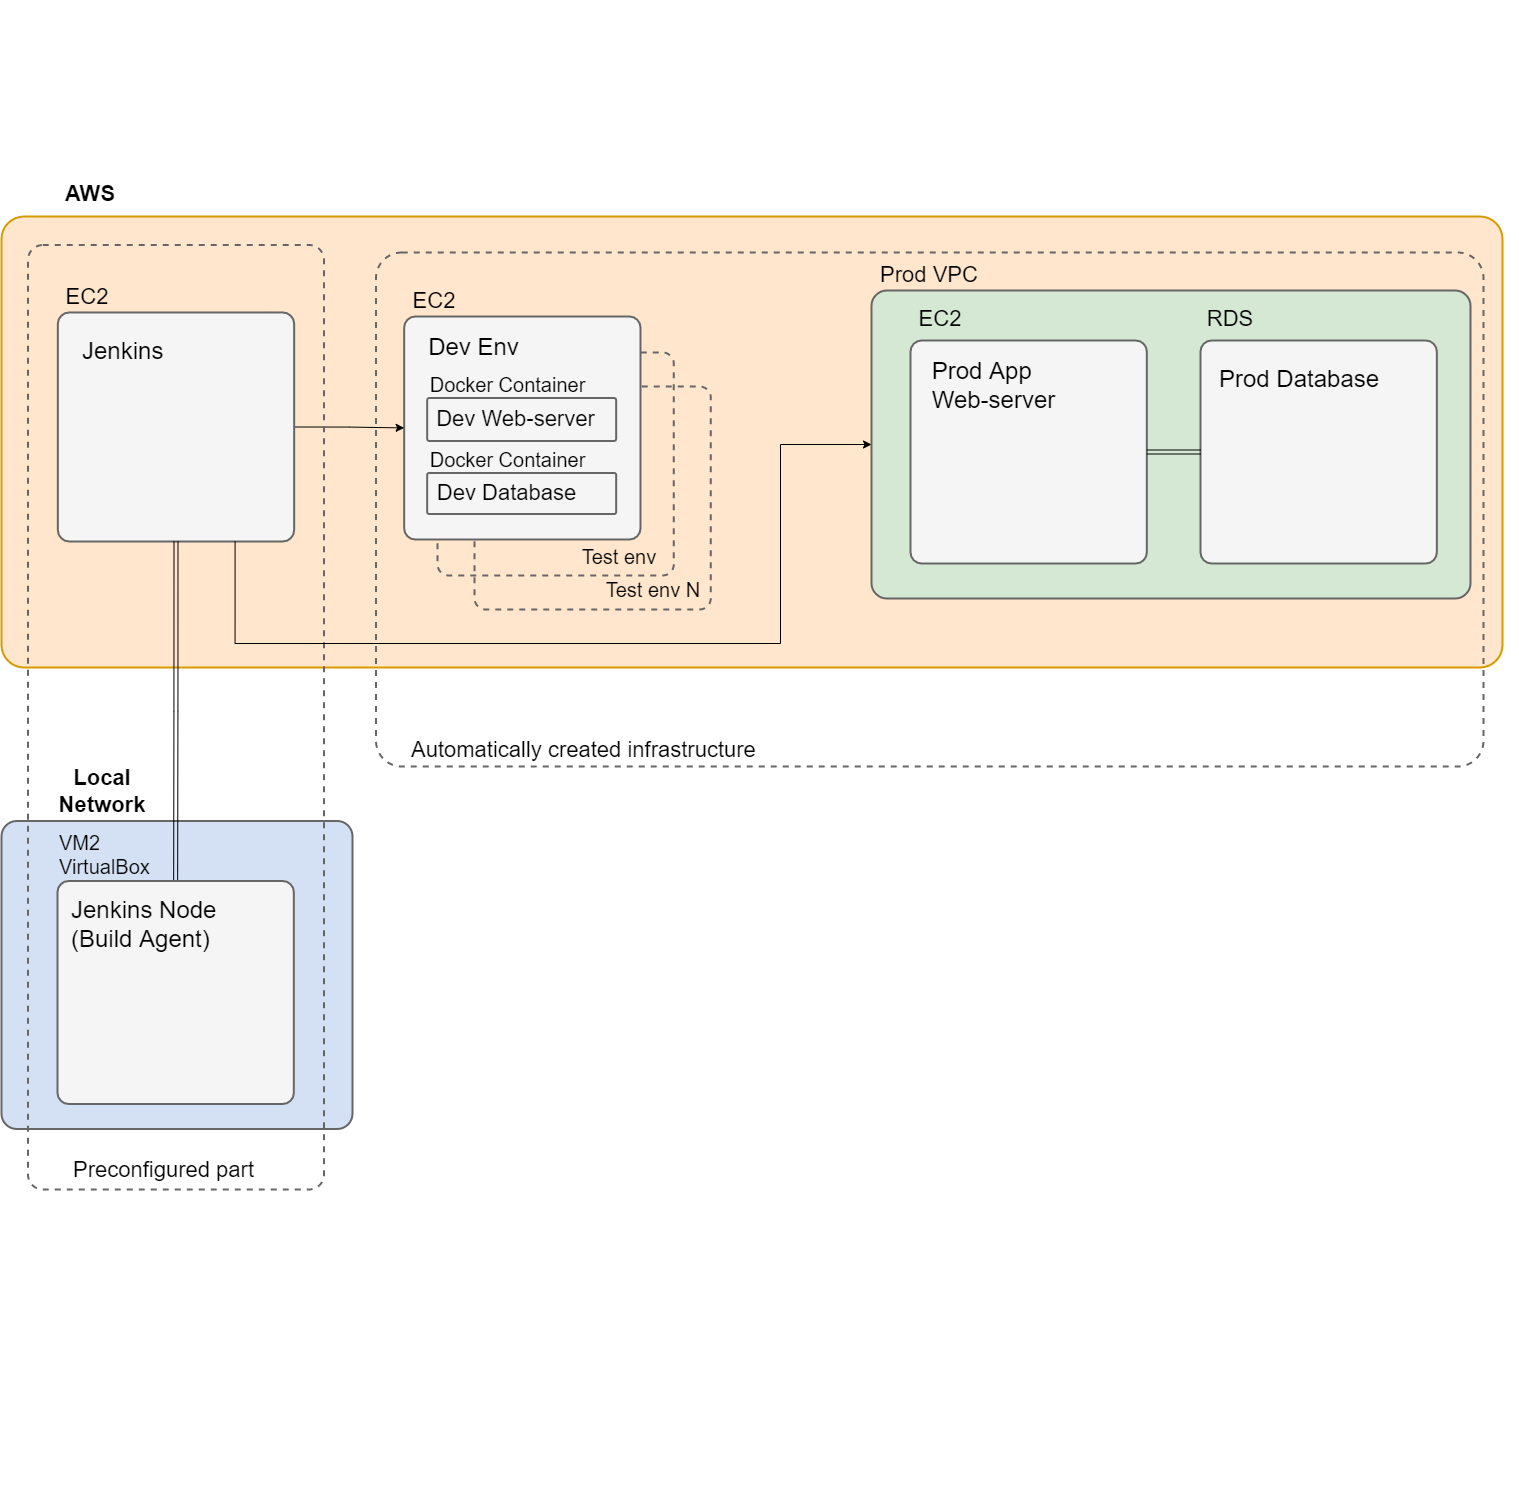 AWS
EC2
Jenkins
EC2
Dev Env
Docker Container
Dev Web-server
Docker Container
Dev Database
Test env
Test env N
Prod VPC
EC2
Prod App
Web-server
RDS
Prod Database
Automatically created infrastructure
Local
Network
VM2
VirtualBox
Jenkins Node
(Build Agent)
Preconfigured part